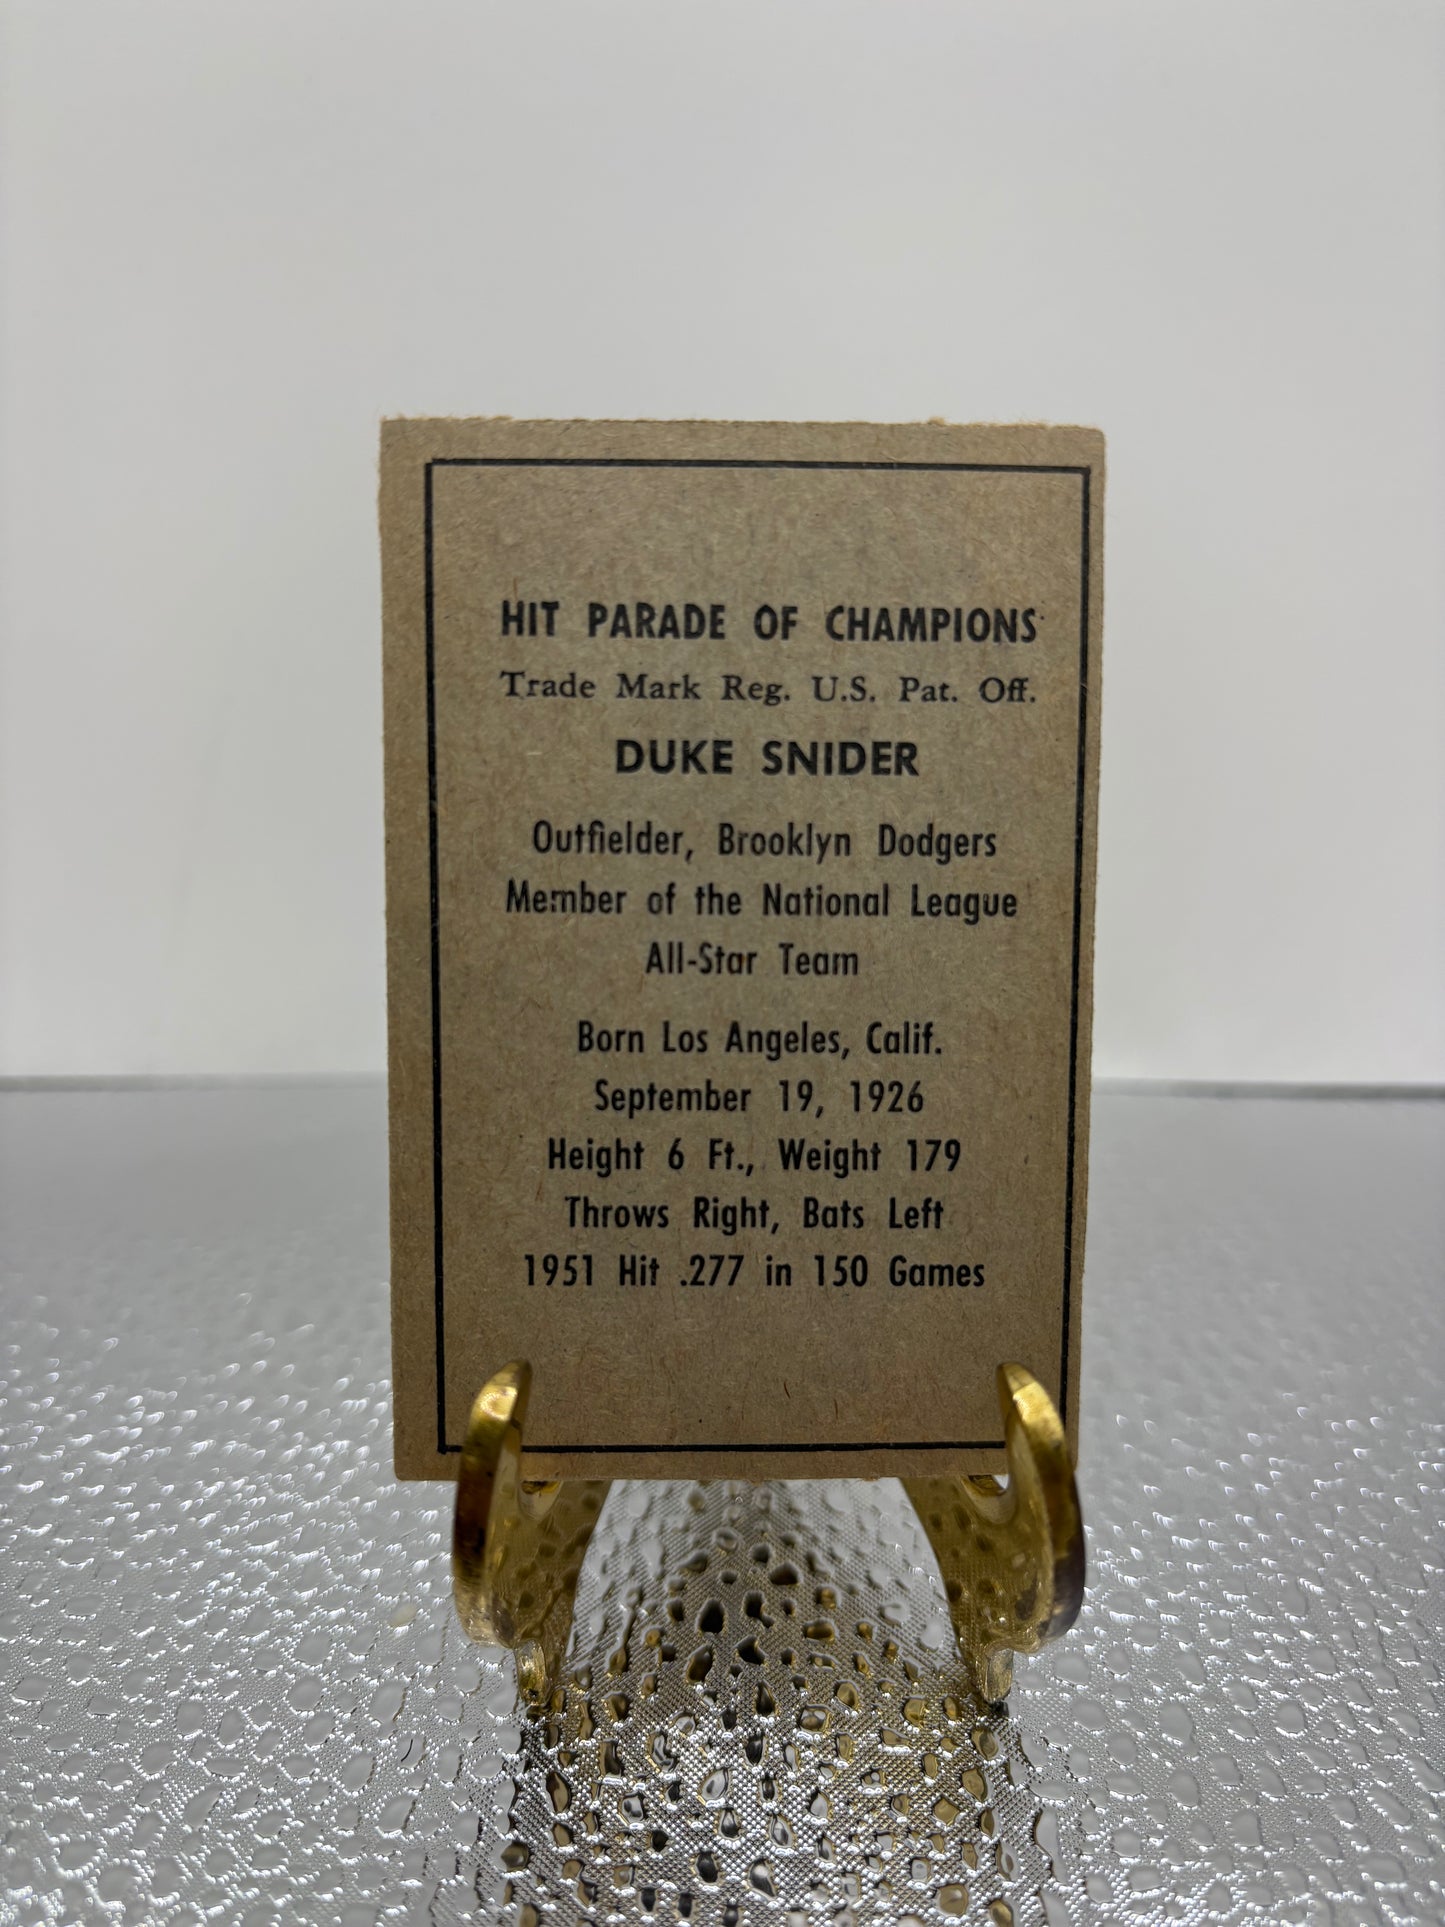 HIT PARADE OF CHAMPIONS
Trade Mark Reg. U.S. Pat. Off.
DUKE SNIDER
Outfielder, Brooklyn Dodgers
Member of the National League
All-Star Team
Born Los Angeles, Calif.
September 19, 1926
Height 6 Ft., Weight 179
Throws Right, Bats Left
1951 Hit .277 in 150 Games